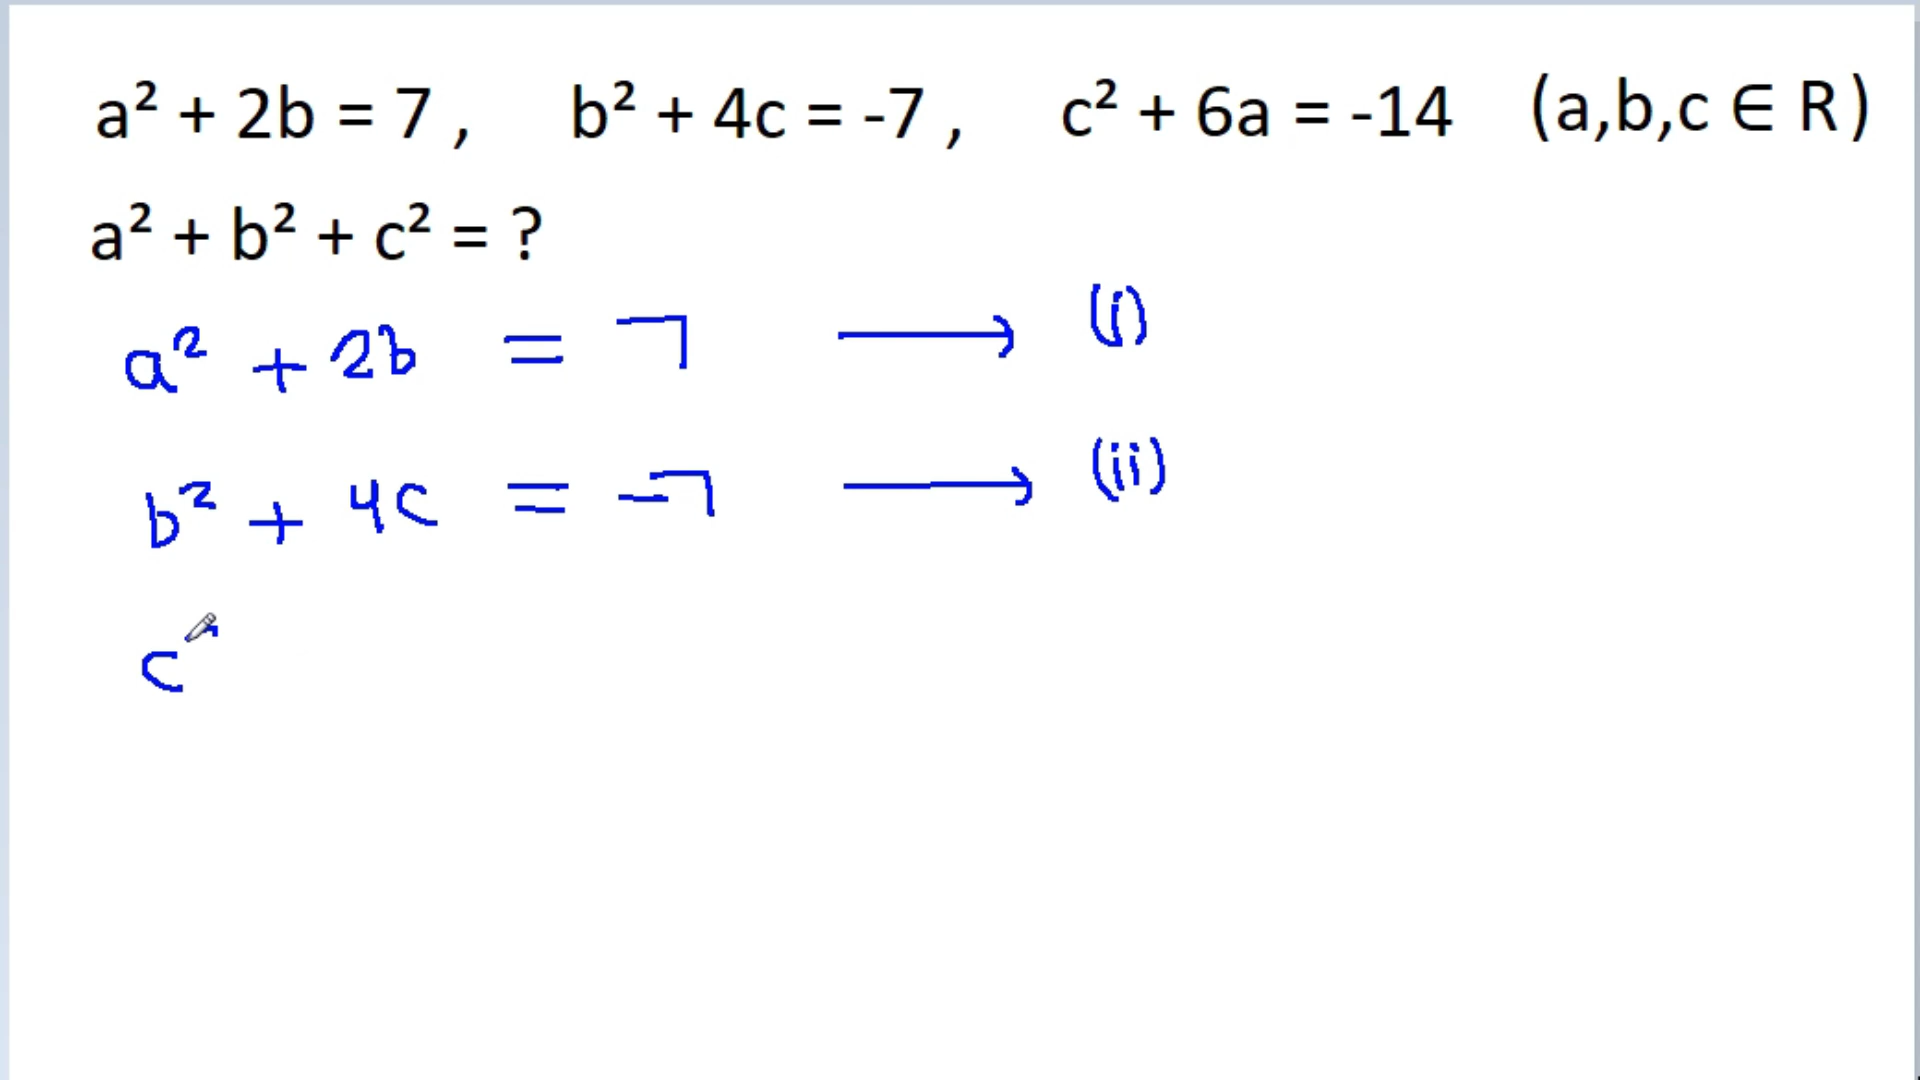 a² + 2b = 7 , b² + 4c = -7 , c² + 6a = -14 (a,b,c ∈ R)
a² + b² + c² = ?
a² + 2b = 7 → (i)
b² + 4c = -7 → (ii)
c